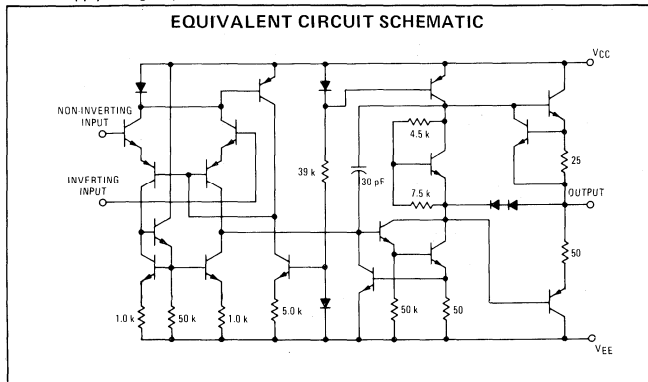 EQUIVALENT CIRCUIT SCHEMATIC
VCC
NON-INVERTING
INPUT
4.5 k
25
39 k
30 pF
INVERTING
INPUT
7.5 k
OUTPUT
50
1.0 k
50 k
1.0 k
5.0 k
50 k
50
VEE